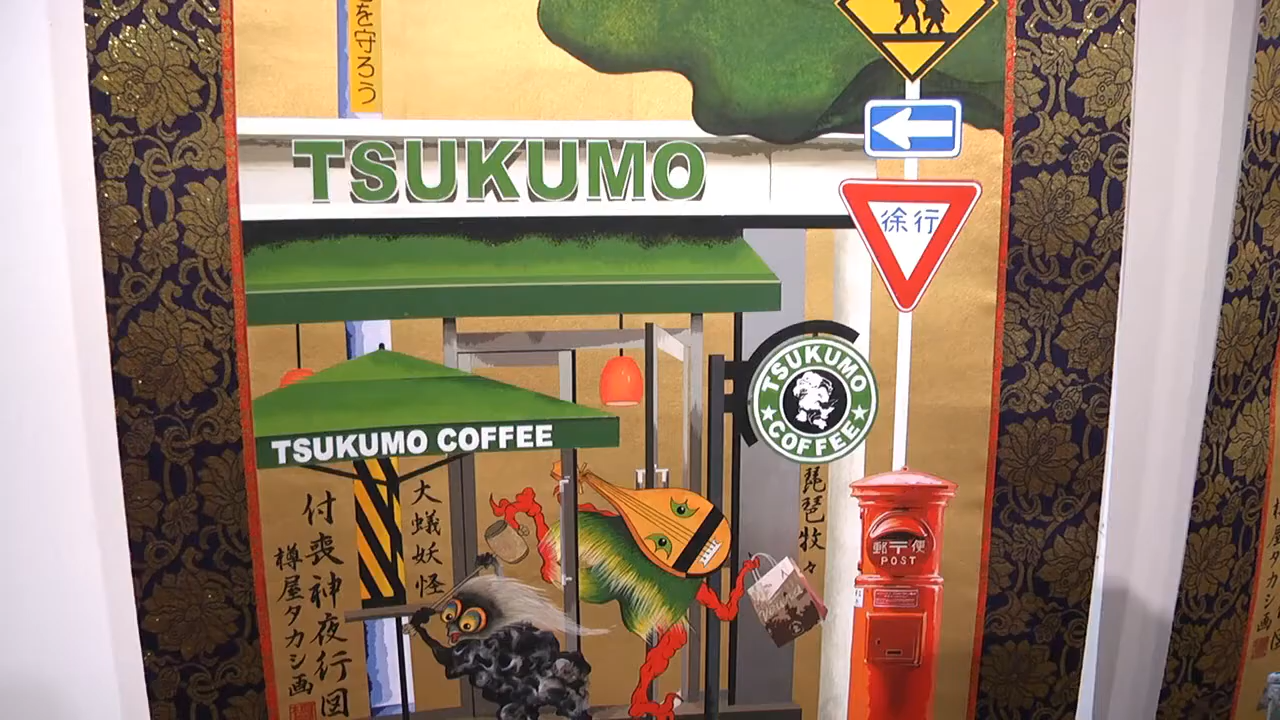 を守ろう
TSUKUMO
徐行
TSUKUMO COFFEE
TSUKUMO
COFFEE
大蟻妖怪
付喪神夜行図
樽屋タカシ画
琵琶牧々
郵〒便
POST